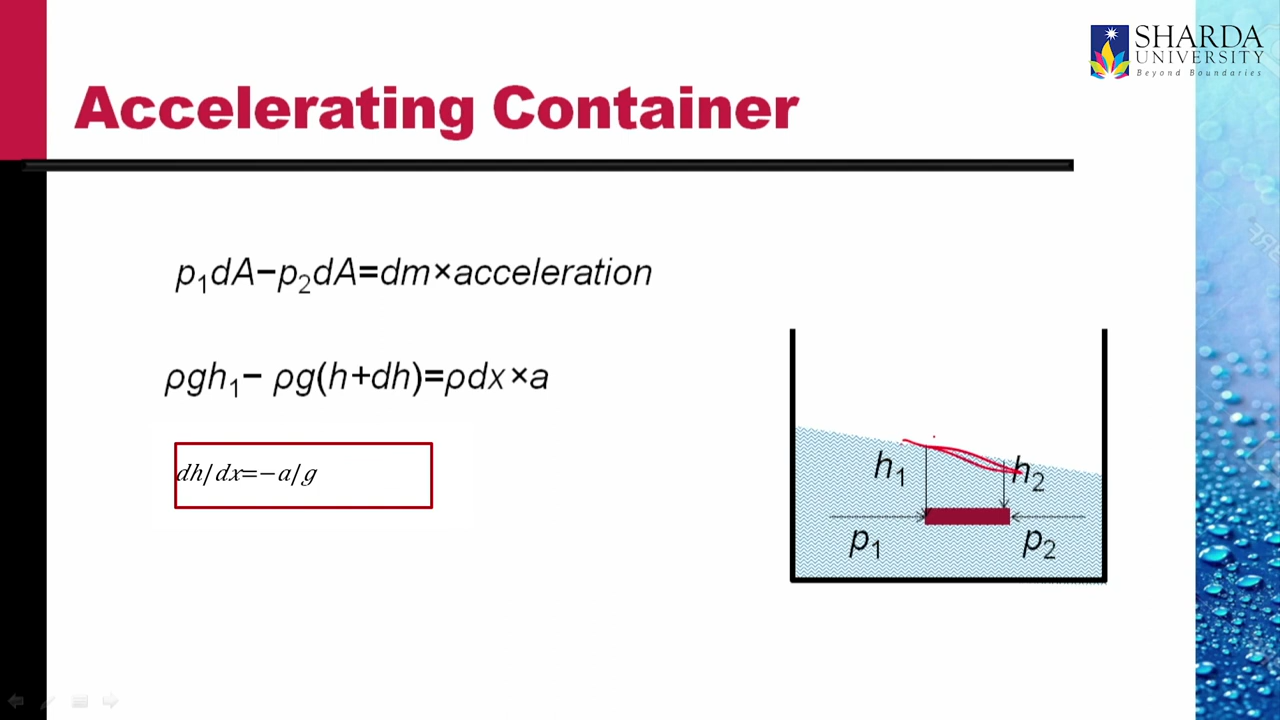 SHARDA
UNIVERSITY
Beyond Boundaries
Accelerating Container
p₁dA−p₂dA=dm×acceleration
ρgh₁− ρg(h+dh)=ρdx×a
dh/dx=−a/g
h₁
h₂
p₁
p₂